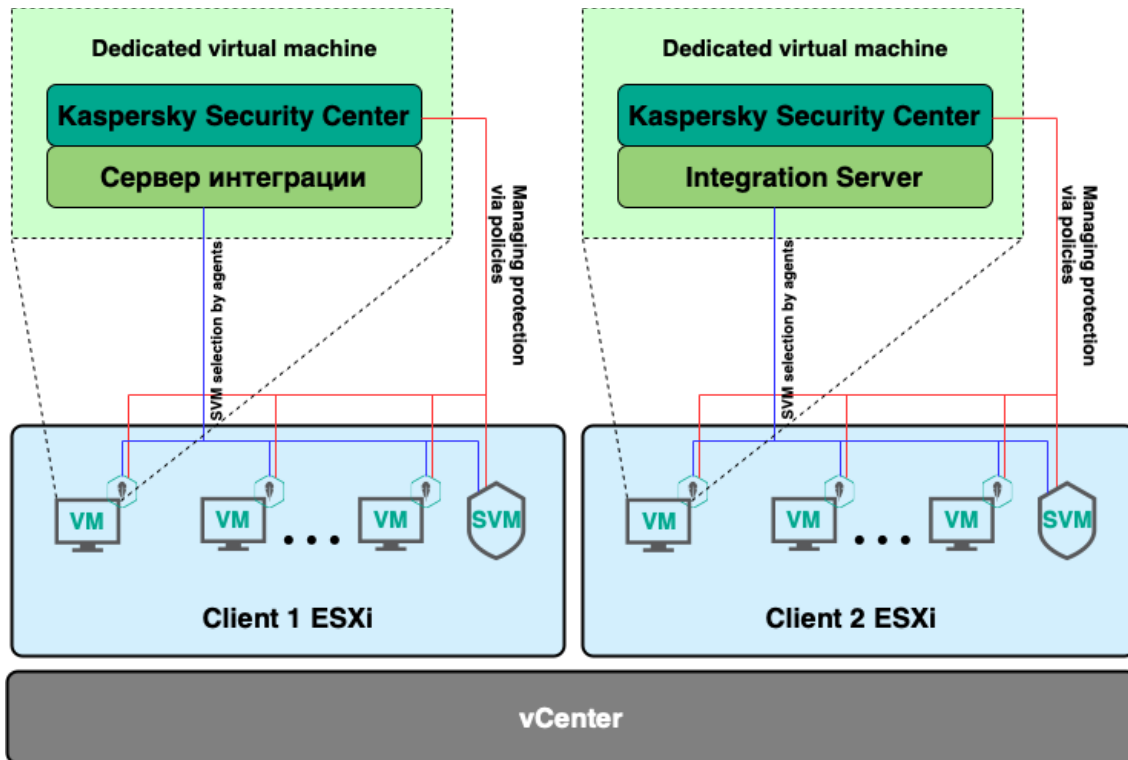 Dedicated virtual machine
Kaspersky Security Center
Сервер интеграции
SVM selection by agents
Managing protection
via policies
VM
VM
VM
SVM
Client 1 ESXi
Dedicated virtual machine
Kaspersky Security Center
Integration Server
SVM selection by agents
Managing protection
via policies
VM
VM
VM
SVM
Client 2 ESXi
vCenter